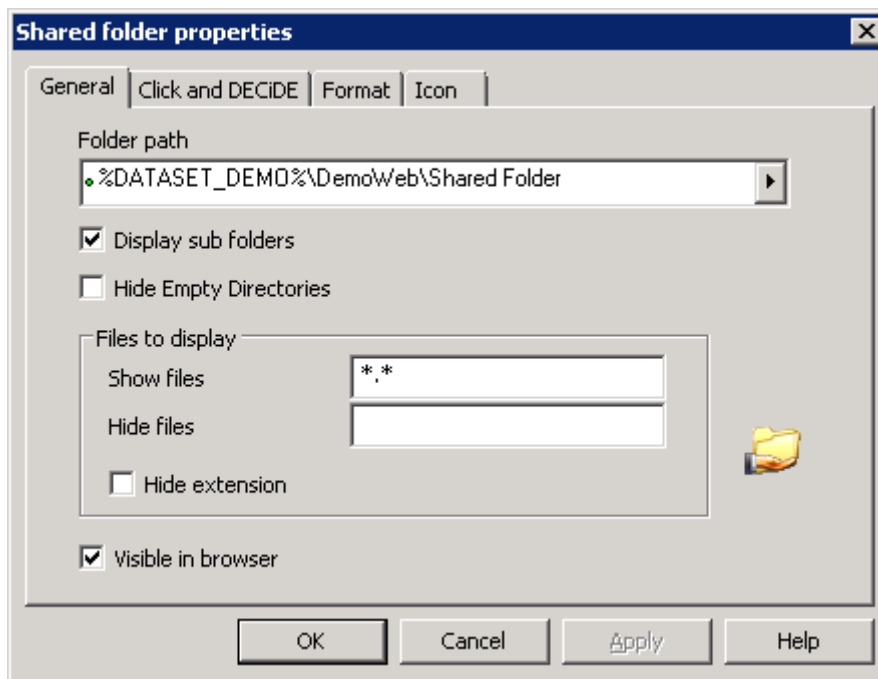 Shared folder properties
General Click and DECiDE Format Icon
Folder path
%DATASET_DEMO%\DemoWeb\Shared Folder
Display sub folders
Hide Empty Directories
Files to display
Show files *.*
Hide files
Hide extension
Visible in browser
OK Cancel Apply Help